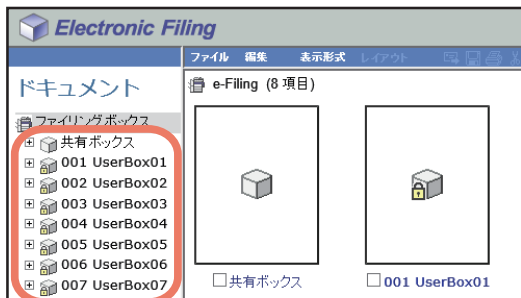 Electronic Filing
ファイル 編集 表示形式 レイアウト
ドキュメント
e-Filing (8 項目)
ファイリングボックス
共有ボックス
001 UserBox01
002 UserBox02
003 UserBox03
004 UserBox04
005 UserBox05
006 UserBox06
007 UserBox07
共有ボックス
001 UserBox01